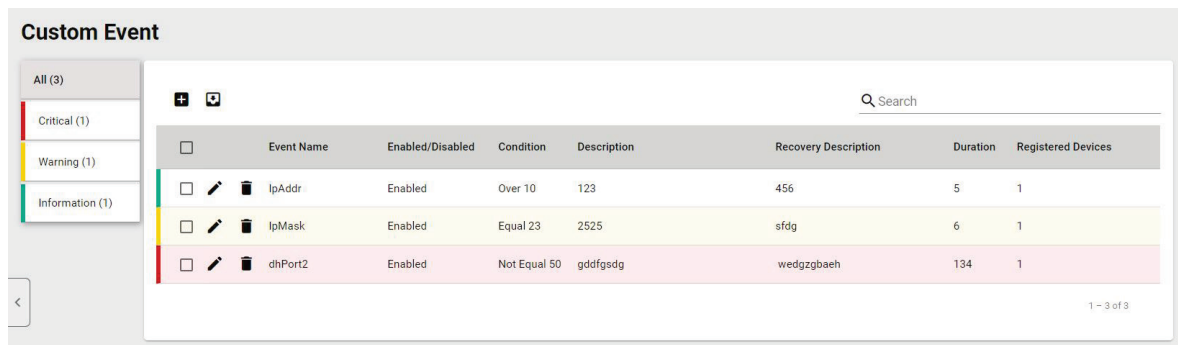 Custom Event
All (3)
Critical (1)
Warning (1)
Information (1)
Search
Event Name Enabled/Disabled Condition Description Recovery Description Duration Registered Devices
IpAddr Enabled Over 10 123 456 5 1
IpMask Enabled Equal 23 2525 sfdg 6 1
dhPort2 Enabled Not Equal 50 gddfgsdg wedgzgbaeh 134 1
1 – 3 of 3